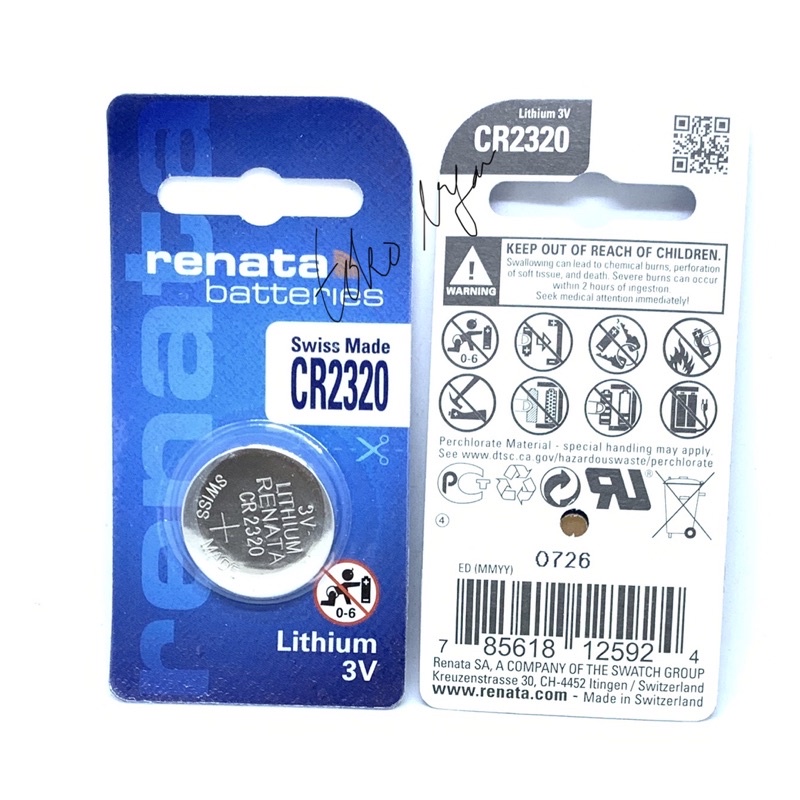 renata
renata
batteries
Swiss Made
CR2320
SWISS
MADE
3V-
LITHIUM
RENATA
CR 2320
+
0-6
Lithium
3V
Lithium 3V
CR2320
WARNING
KEEP OUT OF REACH OF CHILDREN.
Swallowing can lead to chemical burns, perforation
of soft tissue, and death. Severe burns can occur
within 2 hours of ingestion.
Seek medical attention immediately!
0-6
Perchlorate Material - special handling may apply.
See www.dtsc.ca.gov/hazardouswaste/perchlorate
4
ED (MMYY)
0726
7 85618 12592 4
Renata SA, A COMPANY OF THE SWATCH GROUP
Kreuzenstrasse 30, CH-4452 Itingen / Switzerland
www.renata.com - Made in Switzerland